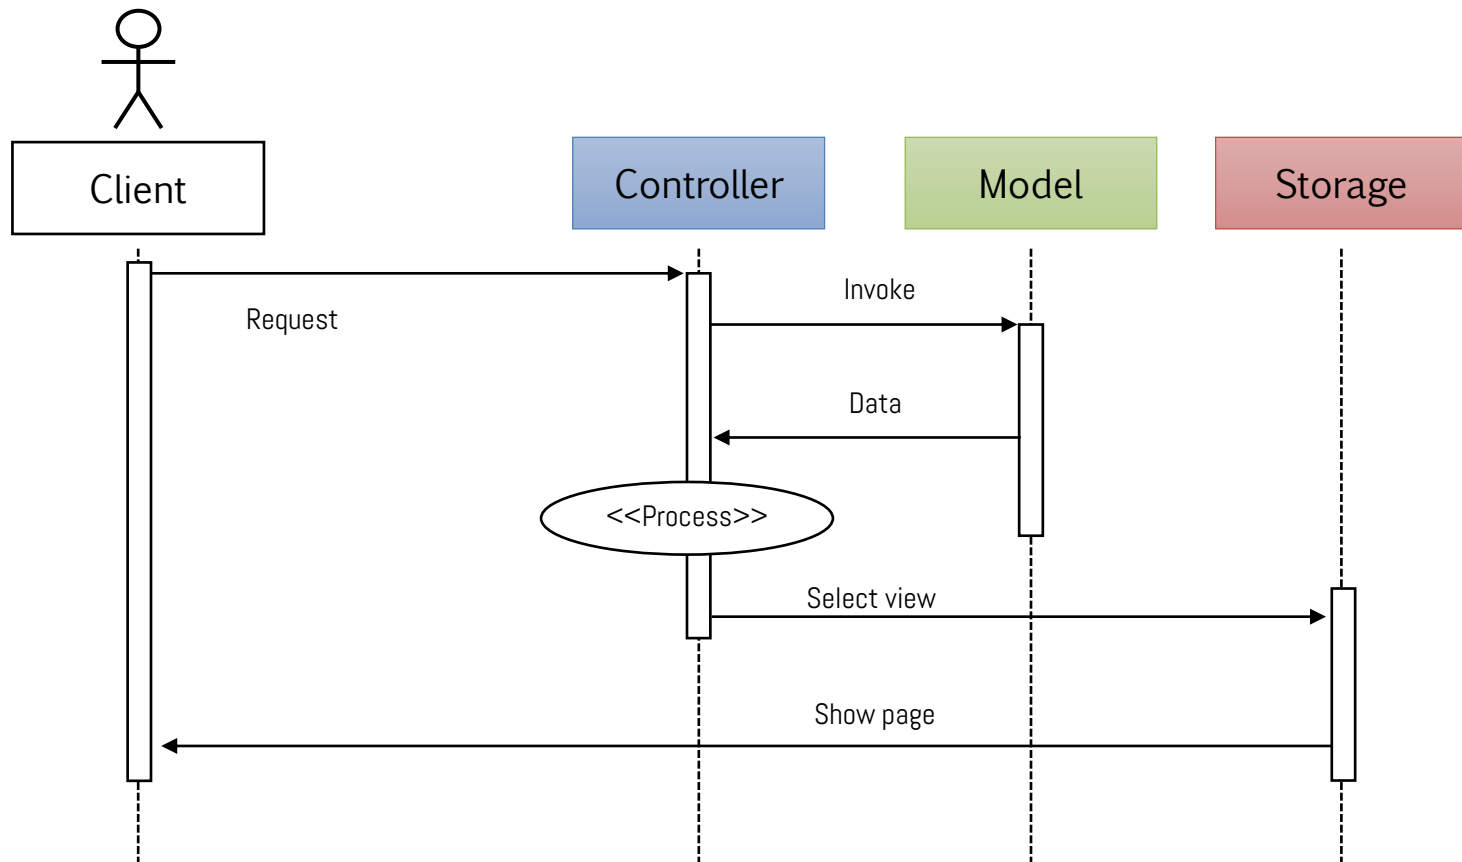 Client
Controller
Model
Storage
Request
Invoke
Data
<<Process>>
Select view
Show page